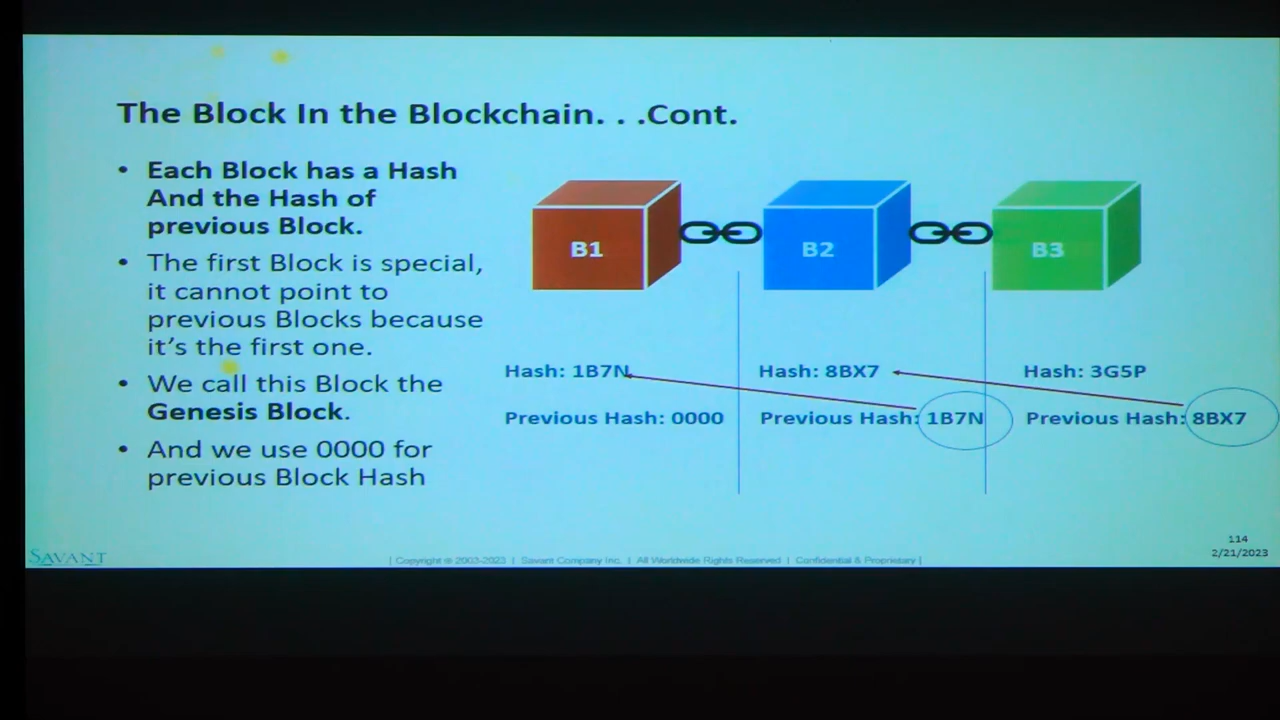 The Block In the Blockchain. . .Cont.
• Each Block has a Hash
And the Hash of
previous Block.
• The first Block is special,
it cannot point to
previous Blocks because
it's the first one.
• We call this Block the
Genesis Block.
• And we use 0000 for
previous Block Hash
B1
B2
B3
Hash: 1B7N
Hash: 8BX7
Hash: 3G5P
Previous Hash: 0000
Previous Hash: 1B7N
Previous Hash: 8BX7
114
2/21/2023
SAVANT
| Copyright © 2003-2023 | Savant Company Inc. | All Worldwide Rights Reserved | Confidential & Proprietary |